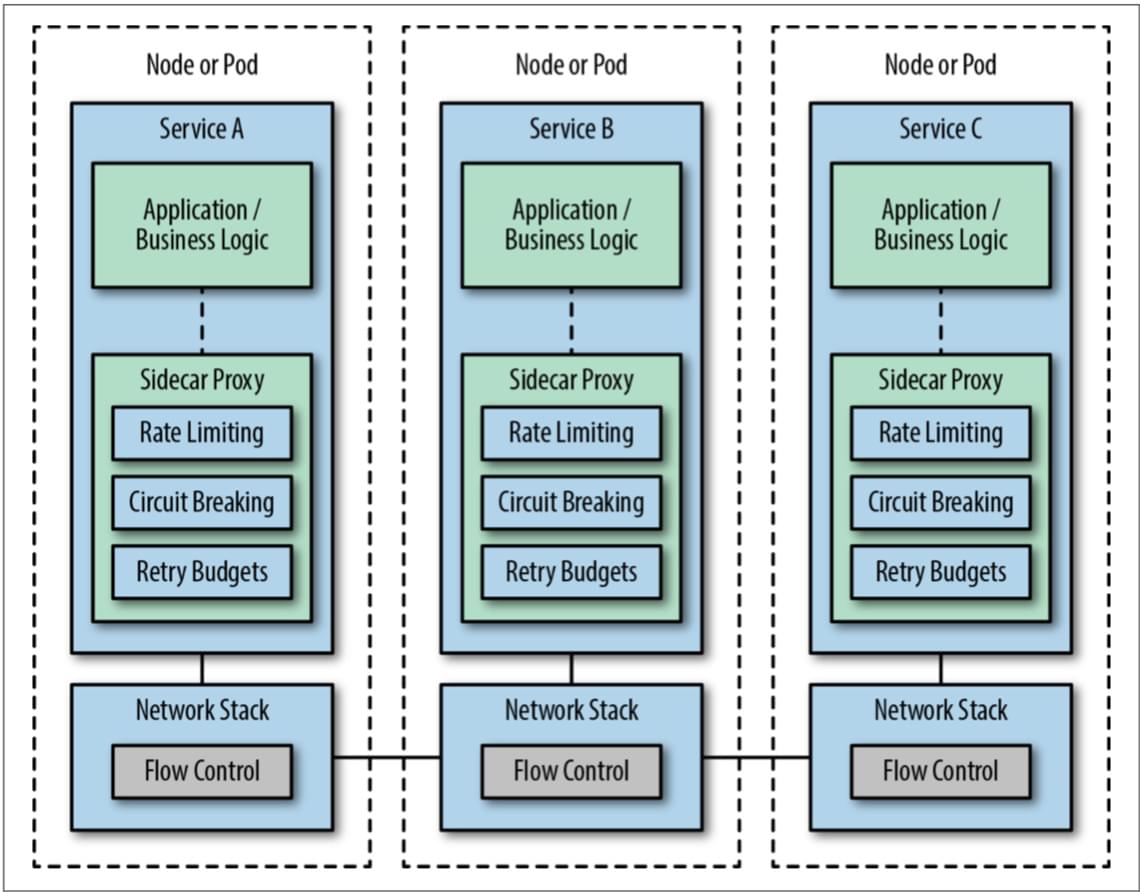 Node or Pod
Service A
Application /
Business Logic
Sidecar Proxy
Rate Limiting
Circuit Breaking
Retry Budgets
Network Stack
Flow Control
Node or Pod
Service B
Application /
Business Logic
Sidecar Proxy
Rate Limiting
Circuit Breaking
Retry Budgets
Network Stack
Flow Control
Node or Pod
Service C
Application /
Business Logic
Sidecar Proxy
Rate Limiting
Circuit Breaking
Retry Budgets
Network Stack
Flow Control